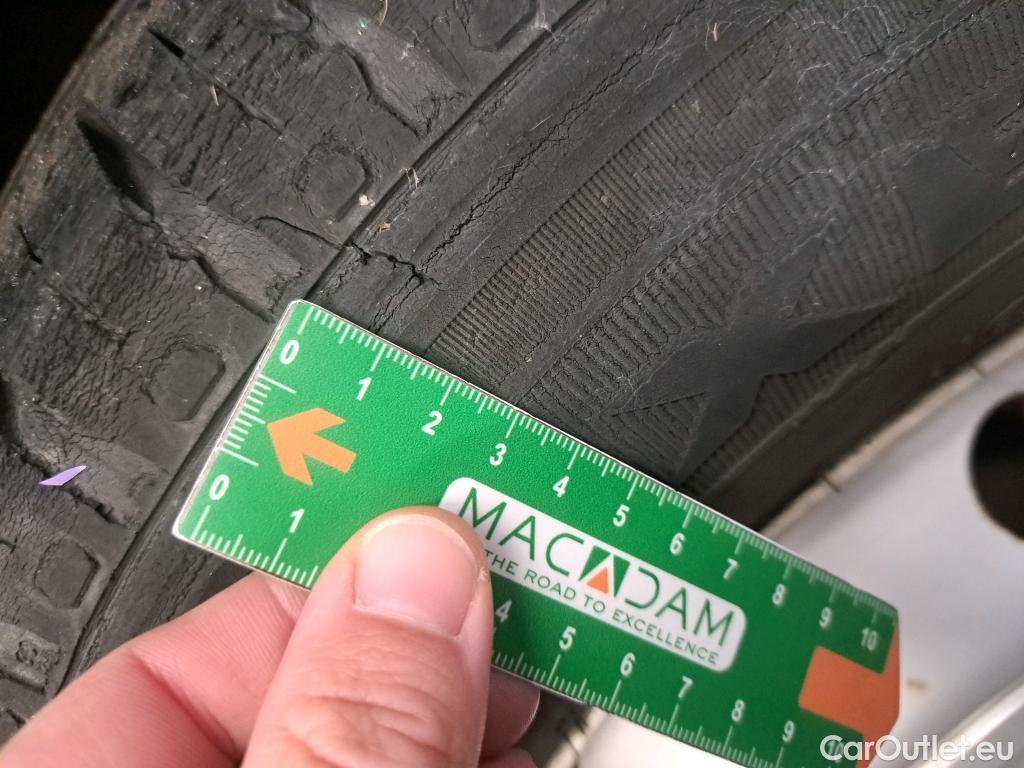 0 1 2 3 4 5 6 7 8 9 10
MACADAM
THE ROAD TO EXCELLENCE
0 1 4 5 6 7 8 9
CarOutlet.eu